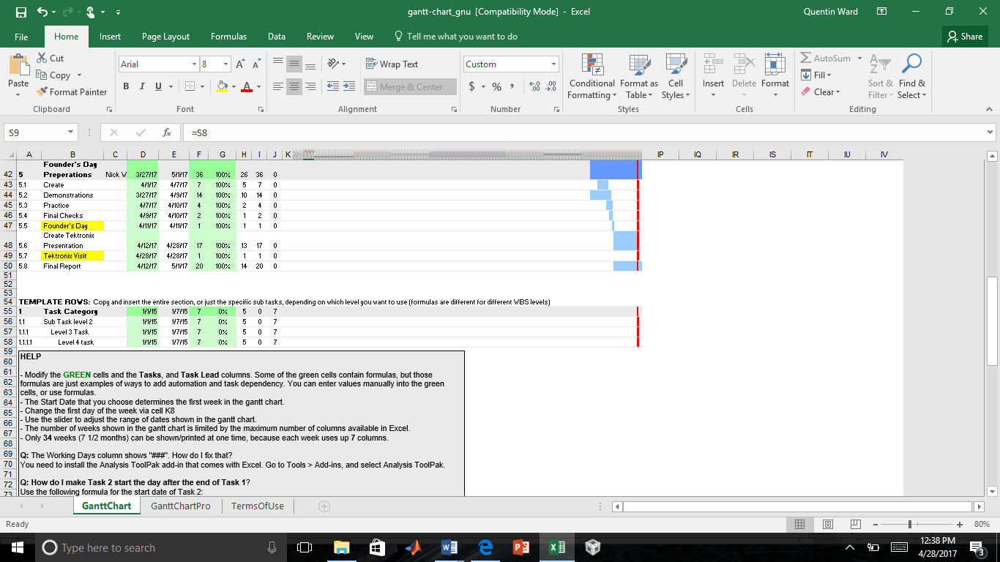 gantt-chart_gnu [Compatibility Mode] - Excel
Quentin Ward
File Home Insert Page Layout Formulas Data Review View Tell me what you want to do Share
Paste
Cut
Copy
Format Painter
Clipboard
Arial 8
B I U
Font
Wrap Text
Merge & Center
Alignment
Custom
$ % ,
Number
Conditional Formatting
Format as Table
Cell Styles
Styles
Insert Delete Format
Cells
AutoSum
Fill
Clear
Sort & Filter
Find & Select
Editing
S9 fx =S8
A B C D E F G H I J K IP IQ IR IS IT IU IV
Founder's Day
42 5 Preperations Nick W 3/27/17 5/1/17 36 100% 26 36 0
43 5.1 Create 4/1/17 4/7/17 7 100% 5 7 0
44 5.2 Demonstrations 3/27/17 4/9/17 14 100% 10 14 0
45 5.3 Practice 4/7/17 4/10/17 4 100% 2 4 0
46 5.4 Final Checks 4/9/17 4/10/17 2 100% 1 2 0
47 5.5 Founder's Day 4/11/17 4/11/17 1 100% 1 1 0
Create Tektronix
48 5.6 Presentation 4/12/17 4/28/17 17 100% 13 17 0
49 5.7 Tektronix Visit 4/28/17 4/28/17 1 100% 1 1 0
50 5.8 Final Report 4/12/17 5/1/17 20 100% 14 20 0
51
52
53
54 TEMPLATE ROWS: Copy and insert the entire section, or just the specific sub tasks, depending on which level you want to use (formulas are different for different WBS levels)
55 1 Task Category 1/1/15 1/7/15 7 0% 5 0 7
56 1.1 Sub Task level 2 1/1/15 1/7/15 7 0% 5 0 7
57 1.1.1 Level 3 Task 1/1/15 1/7/15 7 0% 5 0 7
58 1.1.1.1 Level 4 task 1/1/15 1/7/15 7 0% 5 0 7
59
60 HELP
61 - Modify the GREEN cells and the Tasks, and Task Lead columns. Some of the green cells contain formulas, but those
62 formulas are just examples of ways to add automation and task dependency. You can enter values manually into the green
63 cells, or use formulas.
64 - The Start Date that you choose determines the first week in the gantt chart.
65 - Change the first day of the week via cell K8
66 - Use the slider to adjust the range of dates shown in the gantt chart.
67 - The number of weeks shown in the gantt chart is limited by the maximum number of columns available in Excel.
68 - Only 34 weeks (7 1/2 months) can be shown/printed at one time, because each week uses up 7 columns.
69 Q: The Working Days column shows "###". How do I fix that?
70 You need to install the Analysis ToolPak add-in that comes with Excel. Go to Tools > Add-ins, and select Analysis ToolPak.
71
72 Q: How do I make Task 2 start the day after the end of Task 1?
73 Use the following formula for the start date of Task 2:
GanttChart GanttChartPro TermsOfUse
Ready 80%
Type here to search
12:38 PM
4/28/2017
3